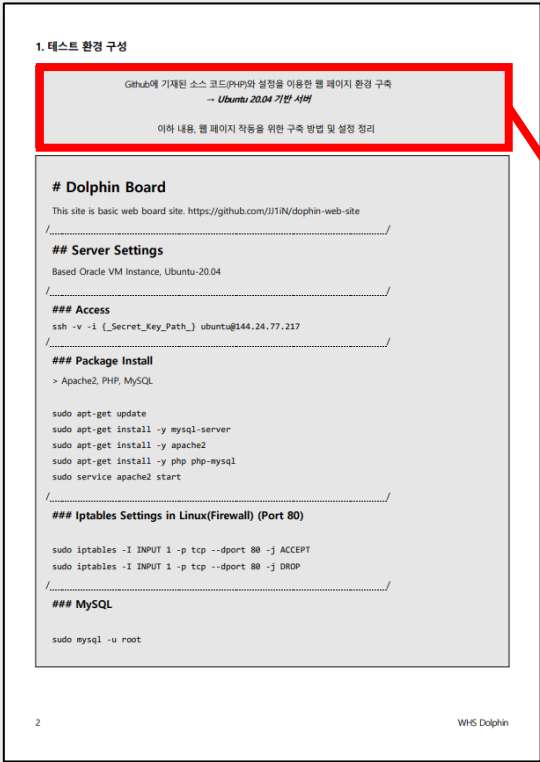 1. 테스트 환경 구성
Github에 기재된 소스 코드(PHP)와 설정을 이용한 웹 페이지 환경 구축
→ Ubuntu 20.04 기반 서버
이하 내용, 웹 페이지 작동을 위한 구축 방법 및 설정 정리
# Dolphin Board
This site is basic web board site. https://github.com/JJ1iN/dophin-web-site
/ /
## Server Settings
Based Oracle VM Instance, Ubuntu-20.04
/ /
### Access
ssh -v -i {_Secret_Key_Path_} ubuntu@144.24.77.217
/ /
### Package Install
> Apache2, PHP, MySQL
sudo apt-get update
sudo apt-get install -y mysql-server
sudo apt-get install -y apache2
sudo apt-get install -y php php-mysql
sudo service apache2 start
/ /
### Iptables Settings in Linux(Firewall) (Port 80)
sudo iptables -I INPUT 1 -p tcp --dport 80 -j ACCEPT
sudo iptables -I INPUT 1 -p tcp --dport 80 -j DROP
/ /
### MySQL
sudo mysql -u root
2 WHS Dolphin